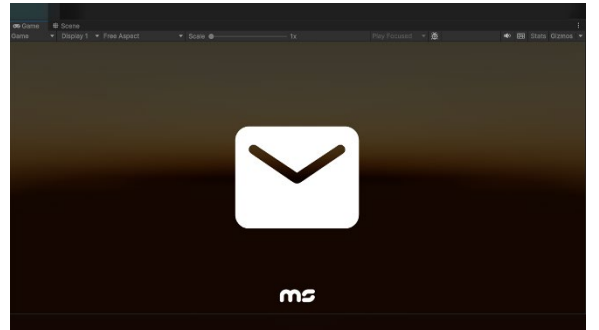 Game Scene
Game Display 1 Free Aspect Scale 1x Play Focused Stats Gizmos
ms